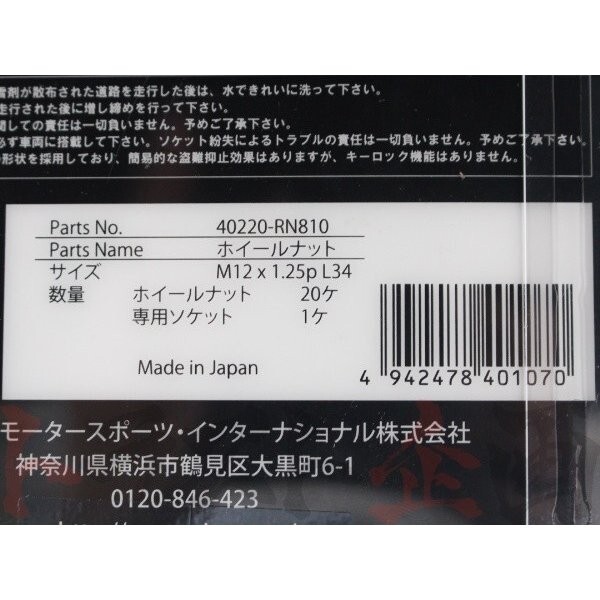 雪剤が散布された道路を走行した後は、水できれいに洗って下さい。
走行された後に増し締めを行って下さい。
関しての責任は一切負いません。予めご了承下さい。
必ず車両に搭載して下さい。ソケット紛失によるトラブルの責任は一切負いません。予めご了承下さい。
形状を採用しており、簡易的な盗難抑止効果はありますが、キーロック機能はありません。
Parts No. 40220-RN810
Parts Name ホイールナット
サイズ M12 x 1.25p L34
数量 ホイールナット 20ケ
専用ソケット 1ケ
Made in Japan
4 942478 401070
モータースポーツ・インターナショナル株式会社
神奈川県横浜市鶴見区大黒町6-1
0120-846-423